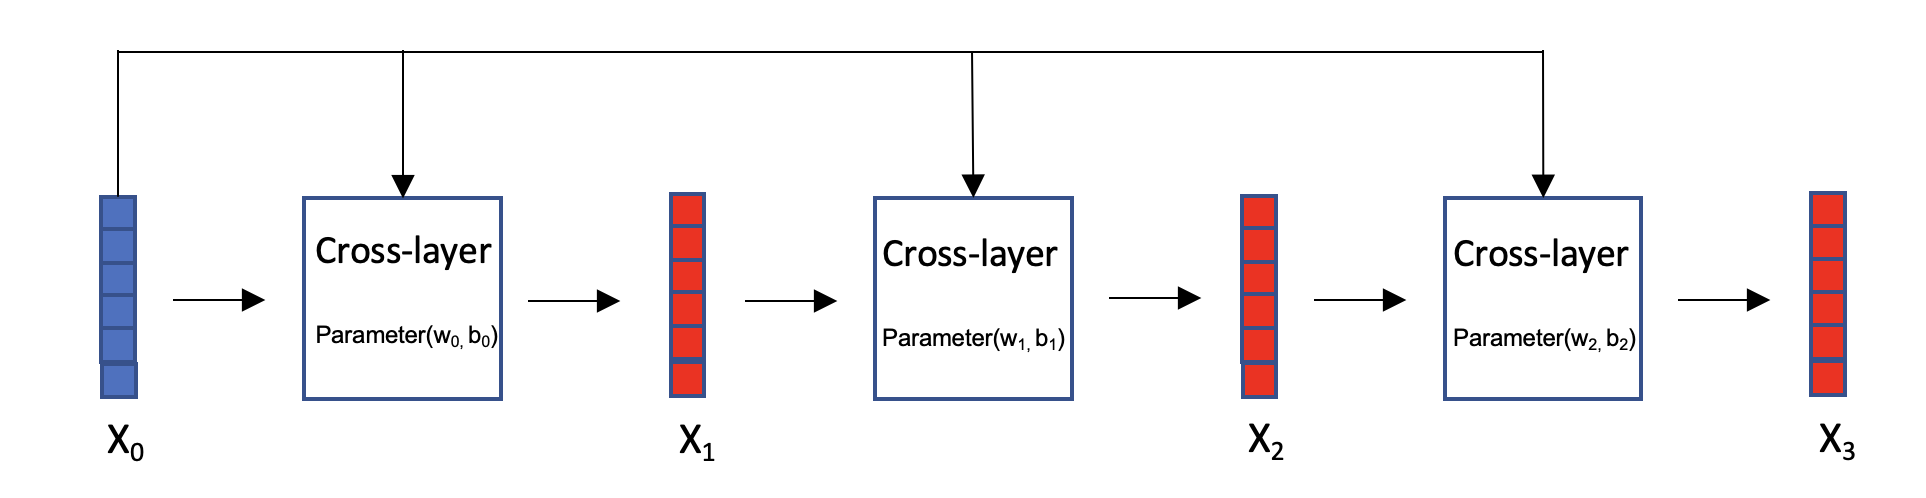 Cross-layer
Parameter(w₀, b₀)
Cross-layer
Parameter(w₁, b₁)
Cross-layer
Parameter(w₂, b₂)
X₀
X₁
X₂
X₃